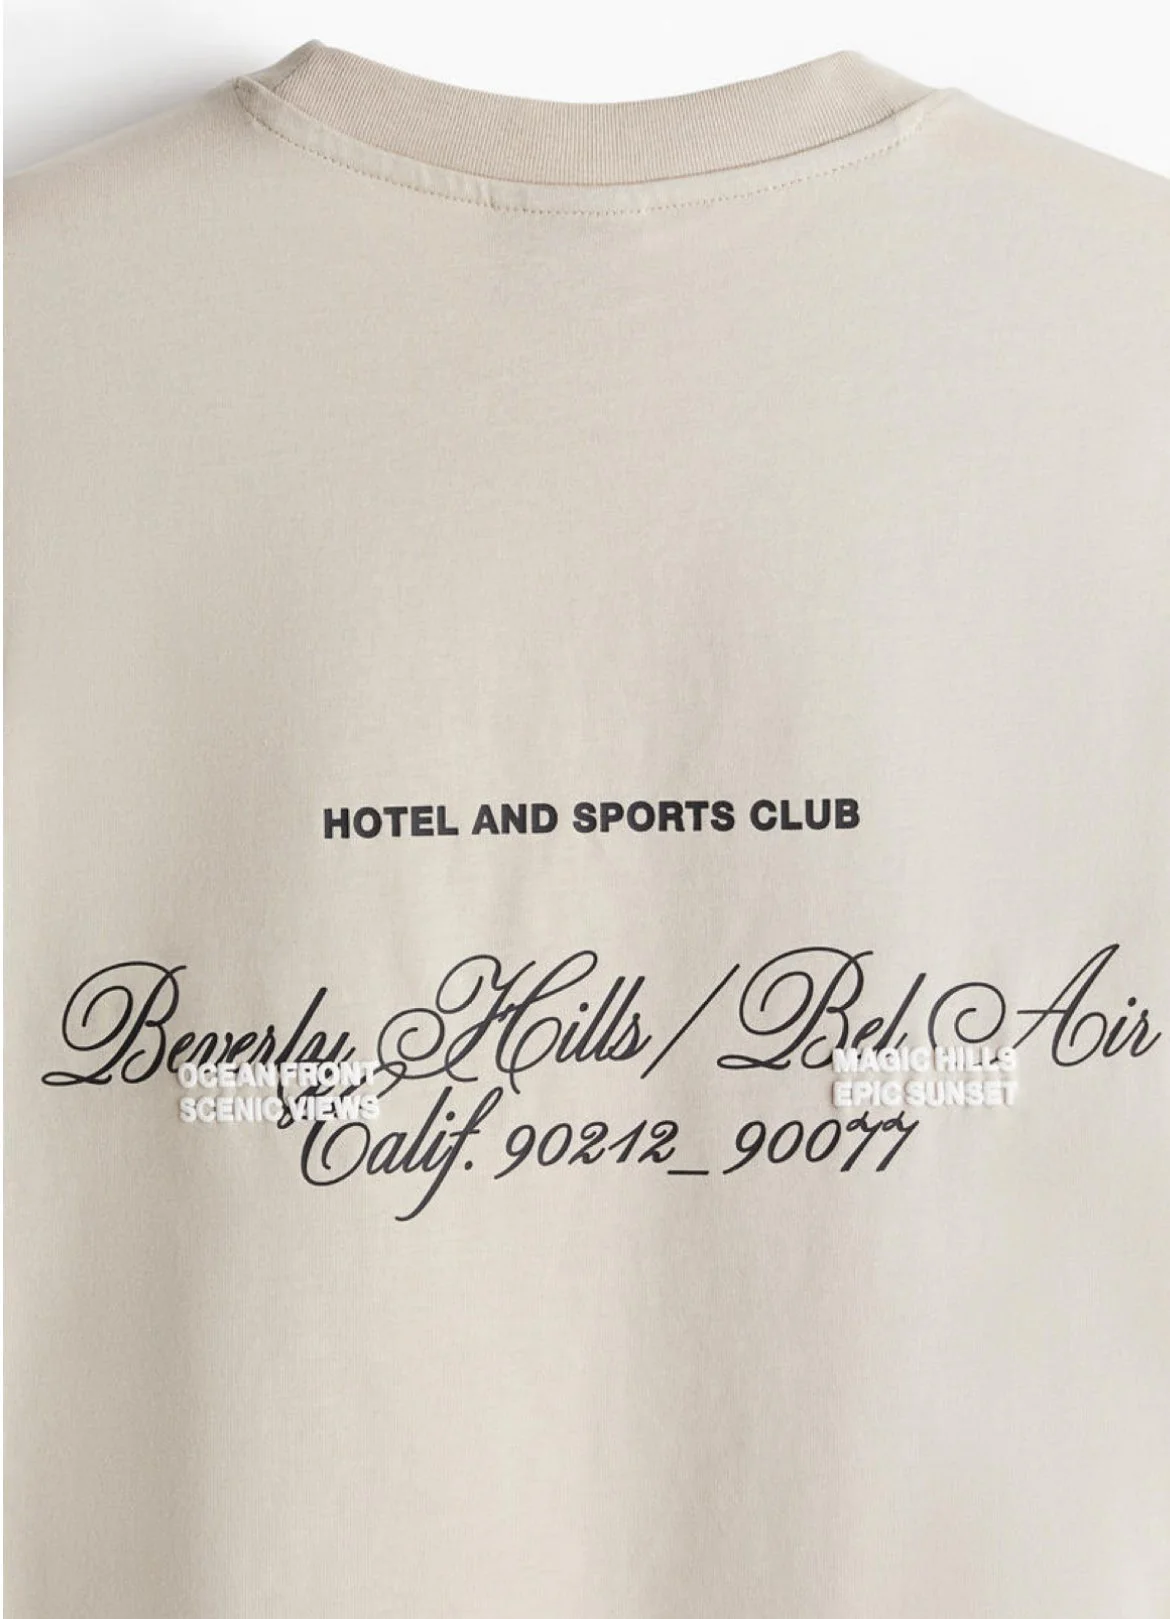 HOTEL AND SPORTS CLUB
Beverly Hills / Bel Air
OCEAN FRONT
SCENIC VIEWS
MAGIC HILLS
EPIC SUNSET
Calif. 90212_90077